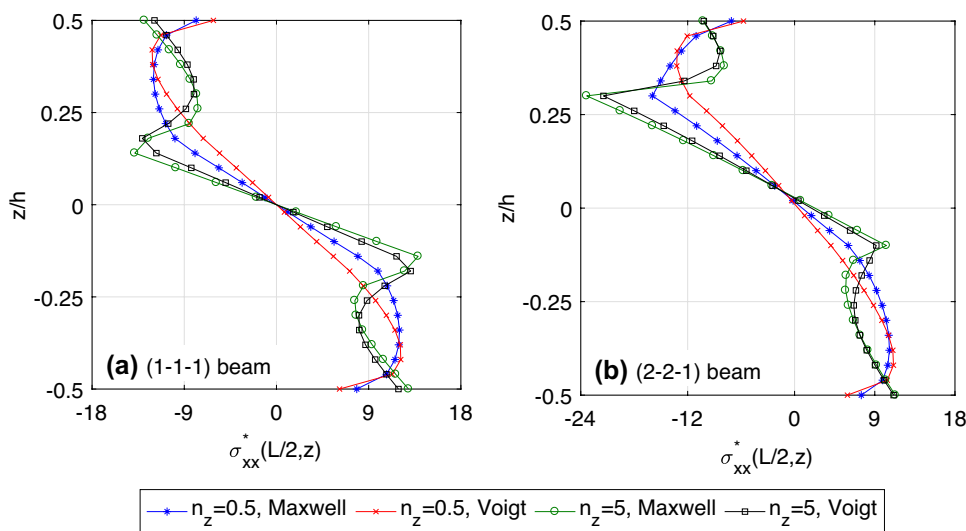 0.5
0.25
0
-0.25
-0.5
z/h
-18 -9 0 9 18
σ*xx(L/2,z)
(a) (1-1-1) beam
0.5
0.25
0
-0.25
-0.5
z/h
-24 -12 0 9 18
σ*xx(L/2,z)
(b) (2-2-1) beam
nz=0.5, Maxwell nz=0.5, Voigt nz=5, Maxwell nz=5, Voigt